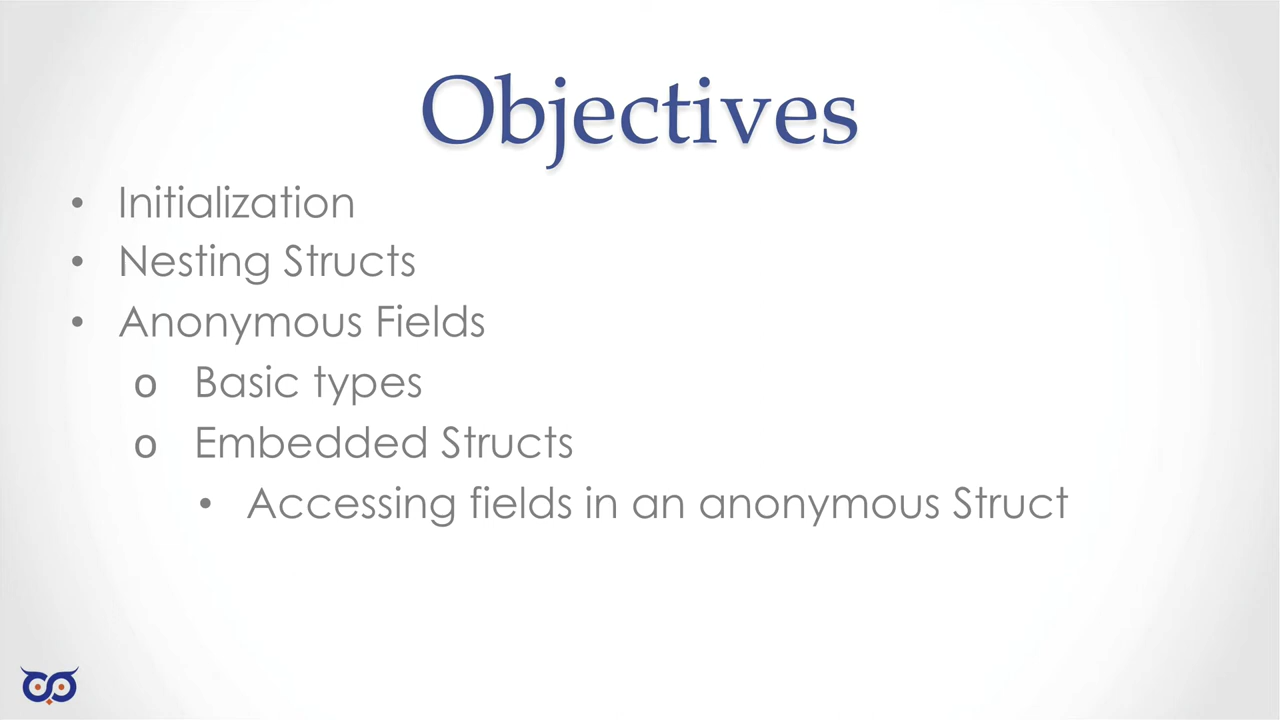 Objectives
• Initialization
• Nesting Structs
• Anonymous Fields
o Basic types
o Embedded Structs
• Accessing fields in an anonymous Struct